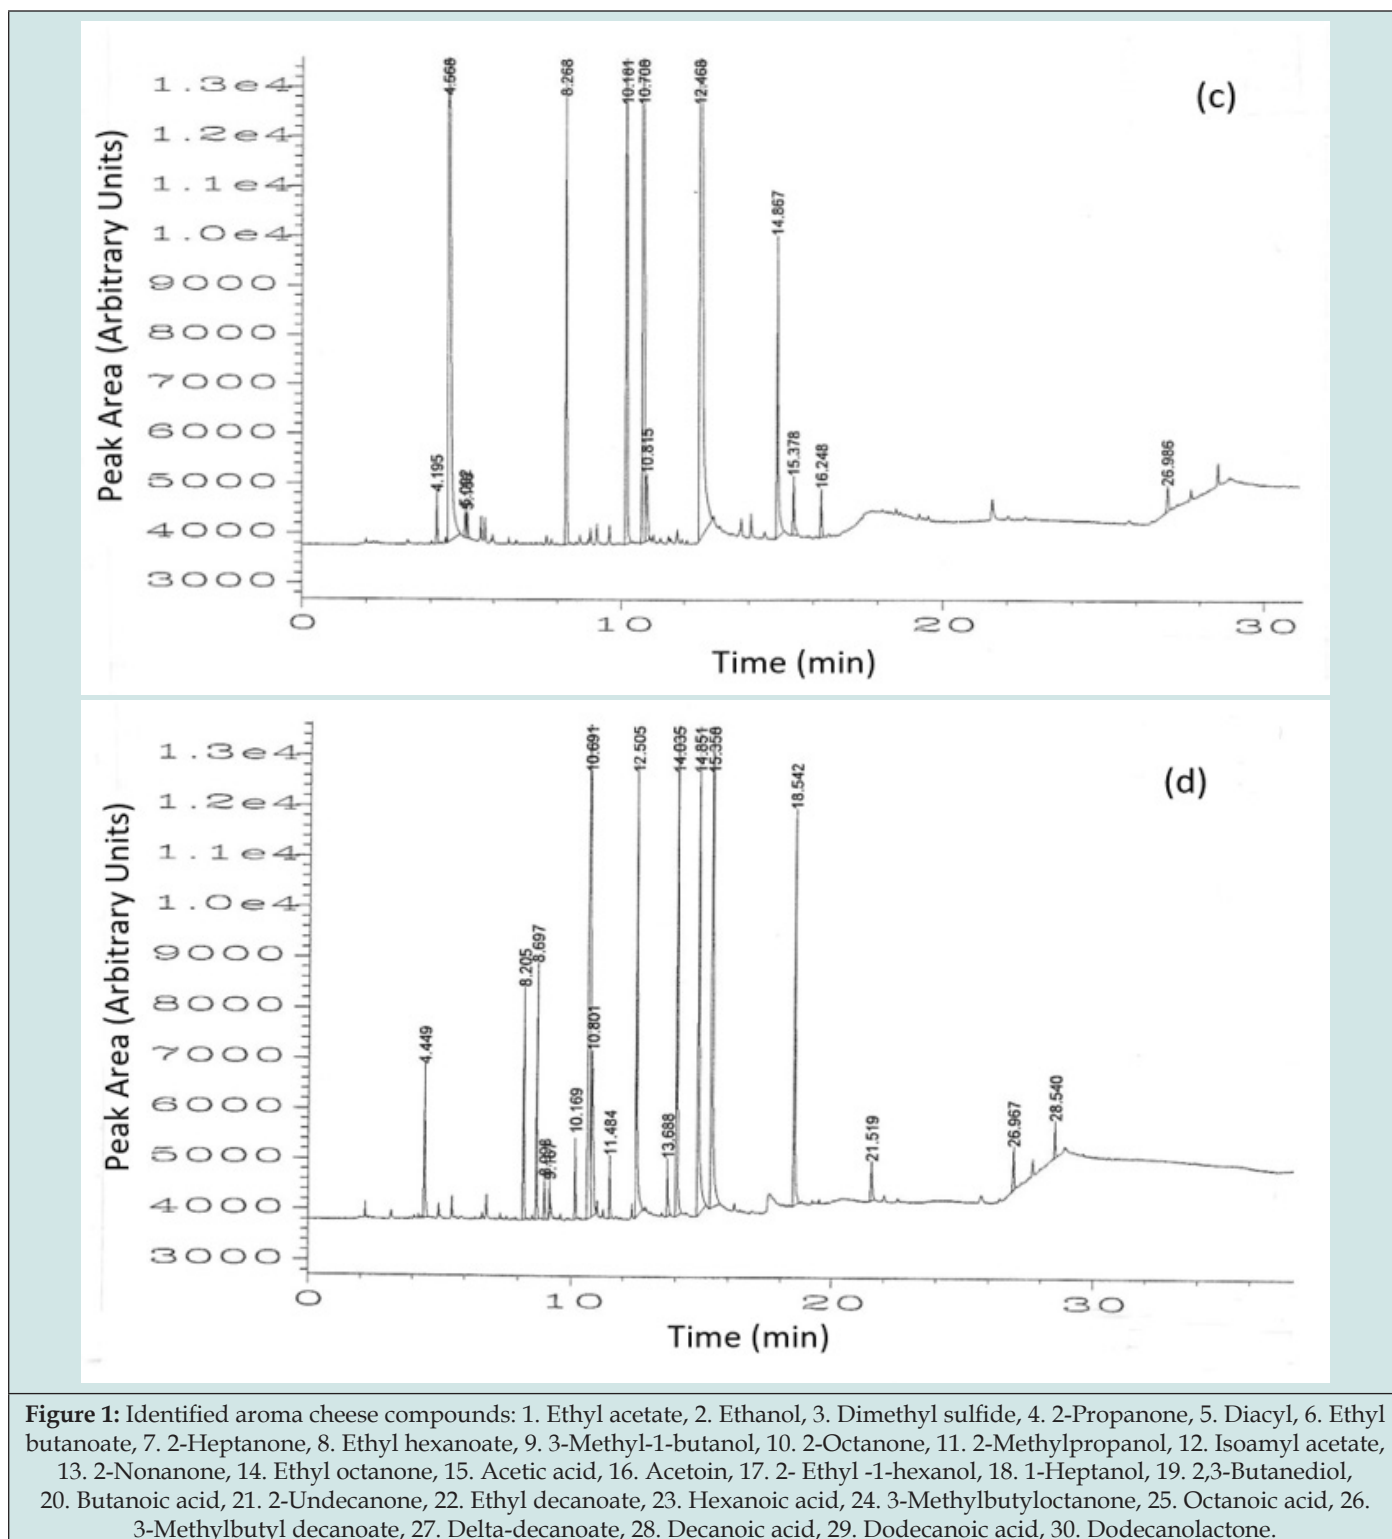 (c)
Peak Area (Arbitrary Units)
1.3e4
1.2e4
1.1e4
1.0e4
9000
8000
7000
6000
5000
4000
3000
4.195
4.568
8.268
10.181
10.708
10.815
12.468
14.867
15.378
16.248
26.986
0
10
20
30
Time (min)
(d)
Peak Area (Arbitrary Units)
1.3e4
1.2e4
1.1e4
1.0e4
9000
8000
7000
6000
5000
4000
3000
4.449
8.205
8.697
10.169
10.691
10.801
11.484
12.505
13.688
14.035
14.851
15.358
18.542
21.519
26.967
28.540
0
10
20
30
Time (min)
Figure 1: Identified aroma cheese compounds: 1. Ethyl acetate, 2. Ethanol, 3. Dimethyl sulfide, 4. 2-Propanone, 5. Diacyl, 6. Ethyl
butanoate, 7. 2-Heptanone, 8. Ethyl hexanoate, 9. 3-Methyl-1-butanol, 10. 2-Octanone, 11. 2-Methylpropanol, 12. Isoamyl acetate,
13. 2-Nonanone, 14. Ethyl octanone, 15. Acetic acid, 16. Acetoin, 17. 2- Ethyl -1-hexanol, 18. 1-Heptanol, 19. 2,3-Butanediol,
20. Butanoic acid, 21. 2-Undecanone, 22. Ethyl decanoate, 23. Hexanoic acid, 24. 3-Methylbutyloctanone, 25. Octanoic acid, 26.
3-Methylbutyl decanoate, 27. Delta-decanoate, 28. Decanoic acid, 29. Dodecanoic acid, 30. Dodecanolactone.